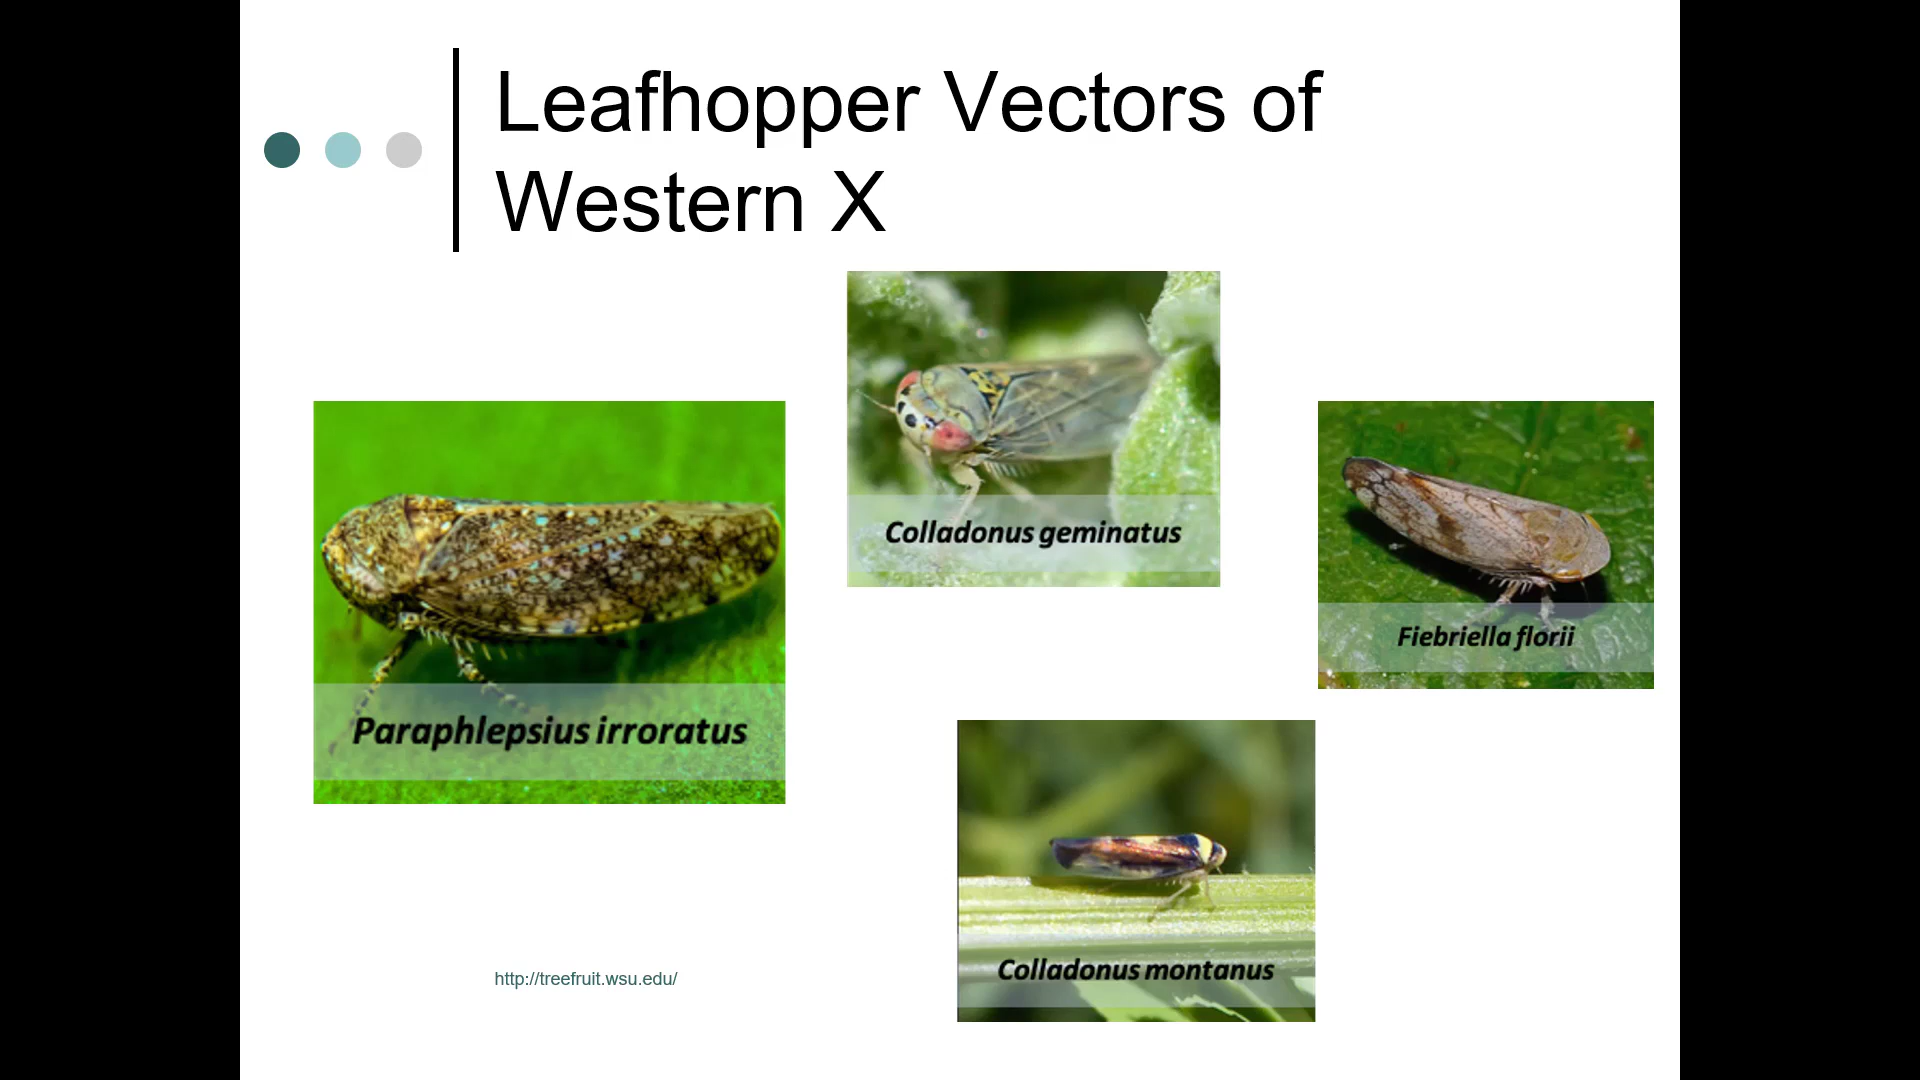 Leafhopper Vectors of
Western X
Colladonus geminatus
Paraphlepsius irroratus
Fiebriella florii
Colladonus montanus
http://treefruit.wsu.edu/